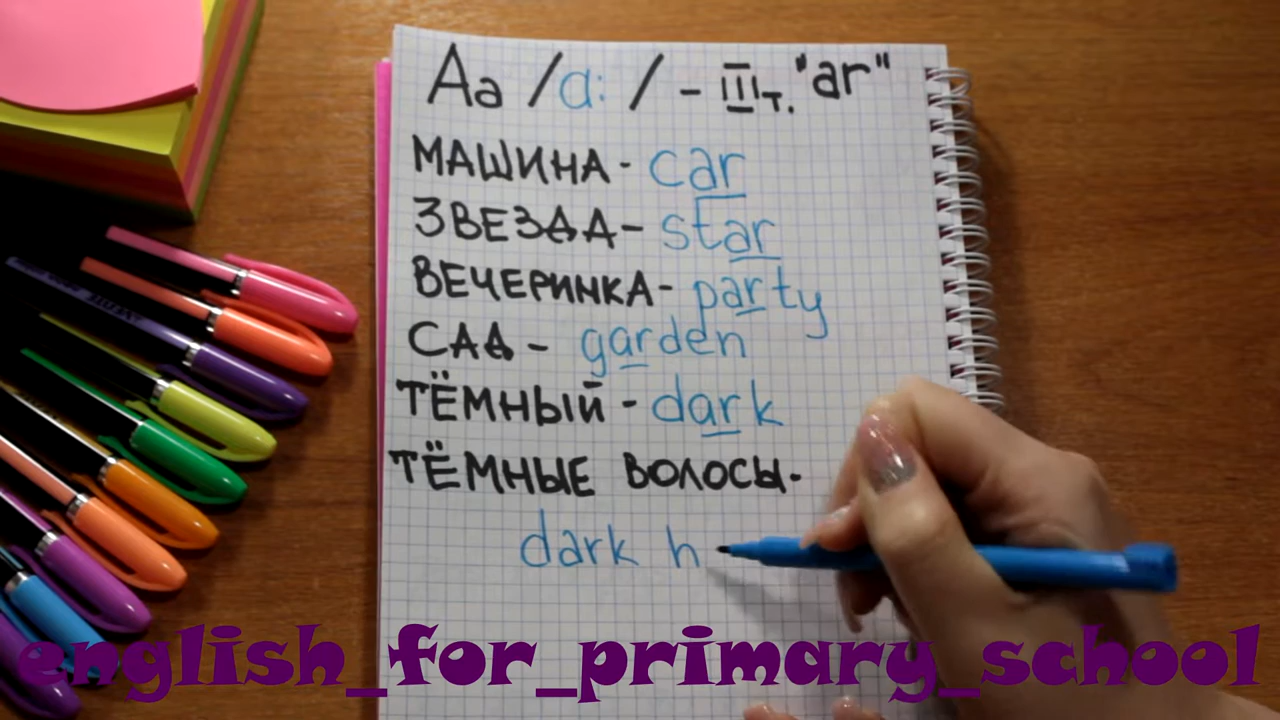 Aa /ɑ: / - III т. "ar"
МАШИНА - car
ЗВЕЗДА - star
ВЕЧЕРИНКА - party
САД - garden
ТЁМНЫЙ - dark
ТЁМНЫЕ ВОЛОСЫ -
dark h
english_for_primary_school